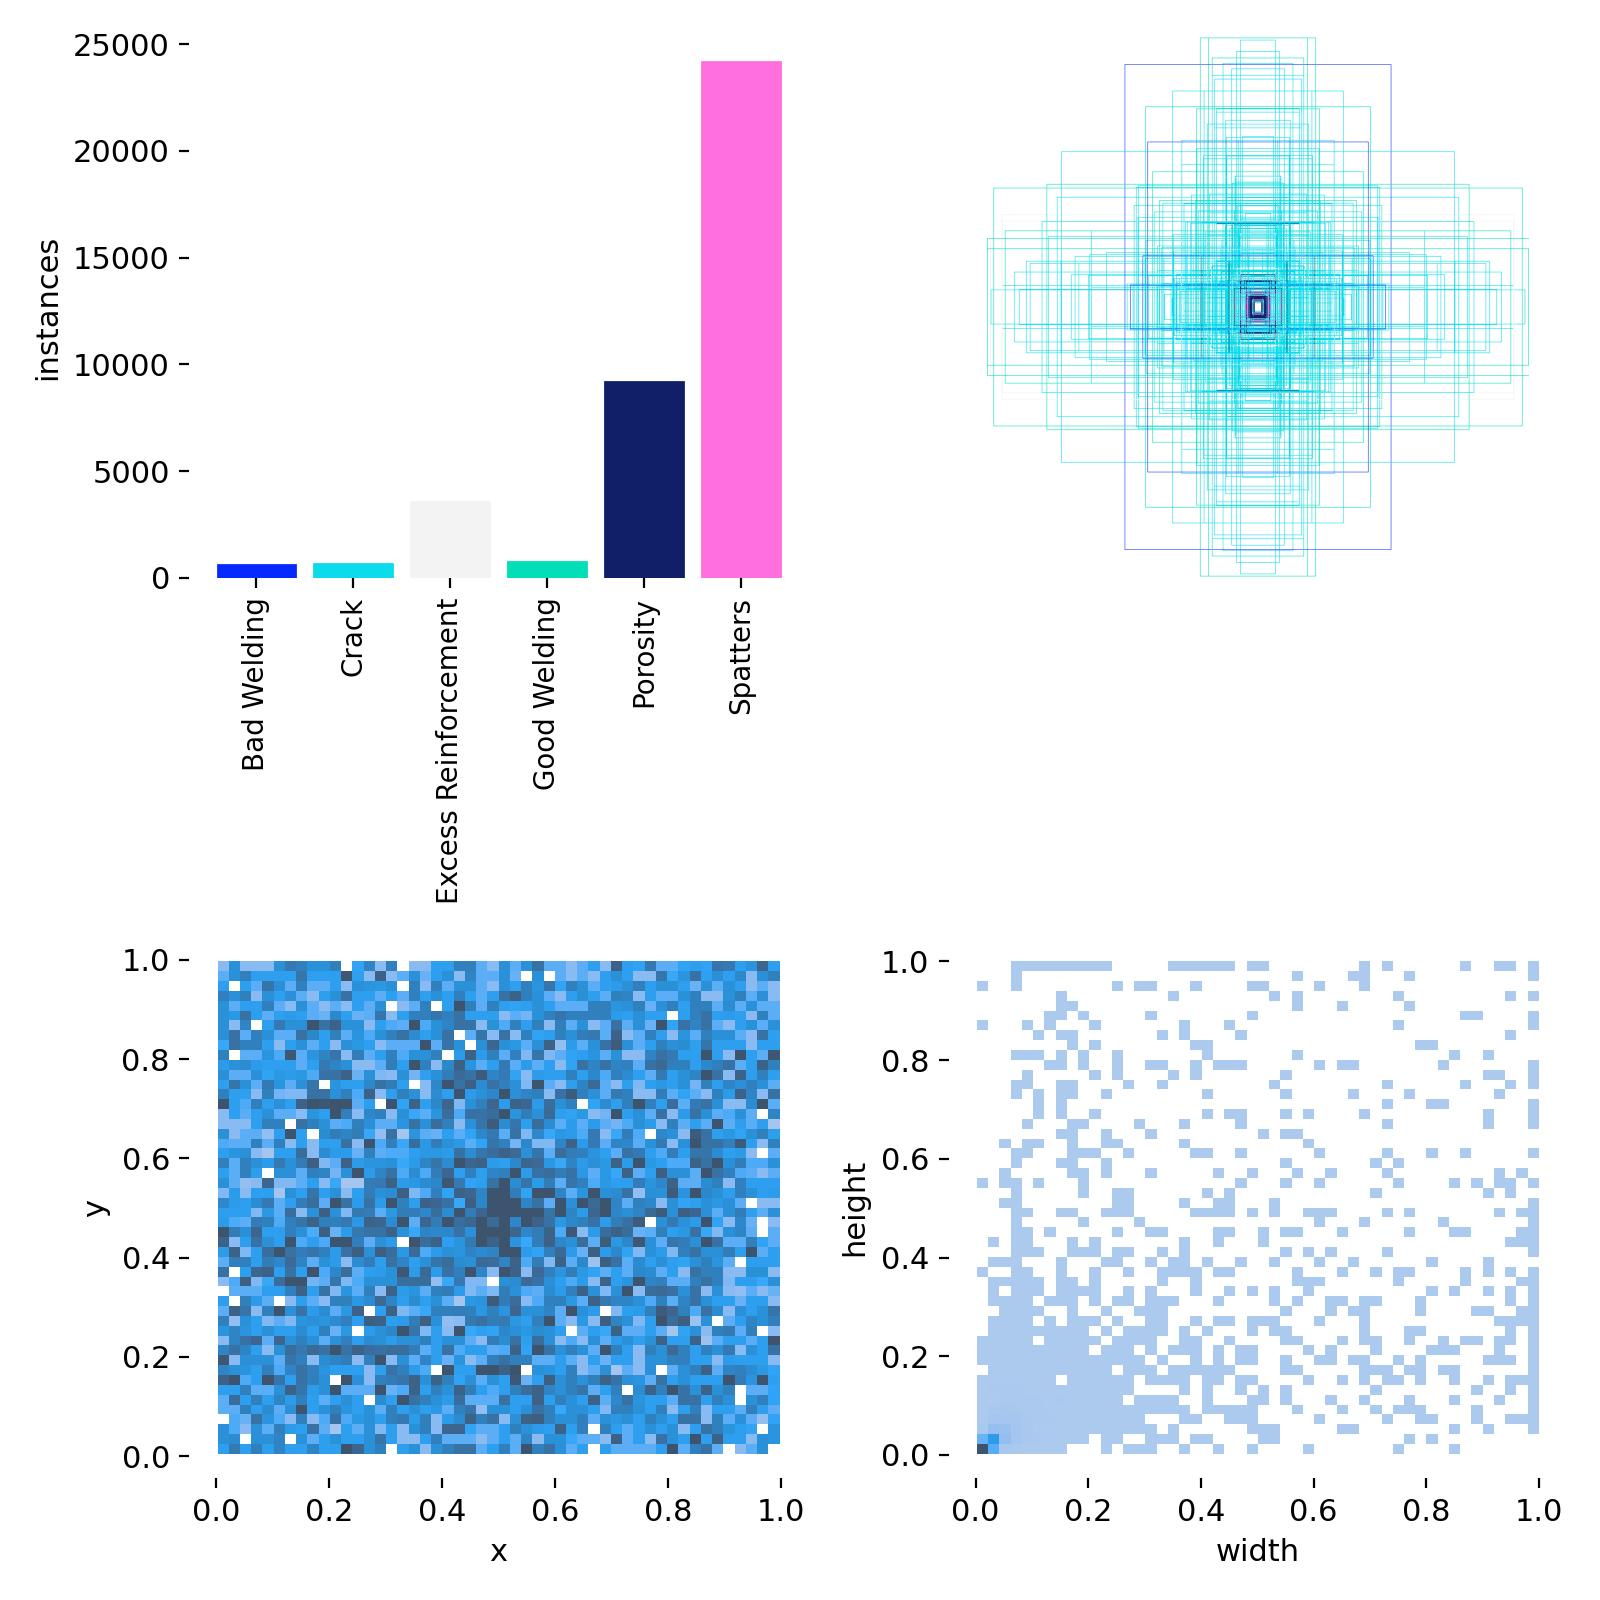 25000
20000
15000
10000
5000
0
instances
Bad Welding
Crack
Excess Reinforcement
Good Welding
Porosity
Spatters
1.0
0.8
0.6
0.4
0.2
0.0
y
0.0 0.2 0.4 0.6 0.8 1.0
x
1.0
0.8
0.6
0.4
0.2
0.0
height
0.0 0.2 0.4 0.6 0.8 1.0
width